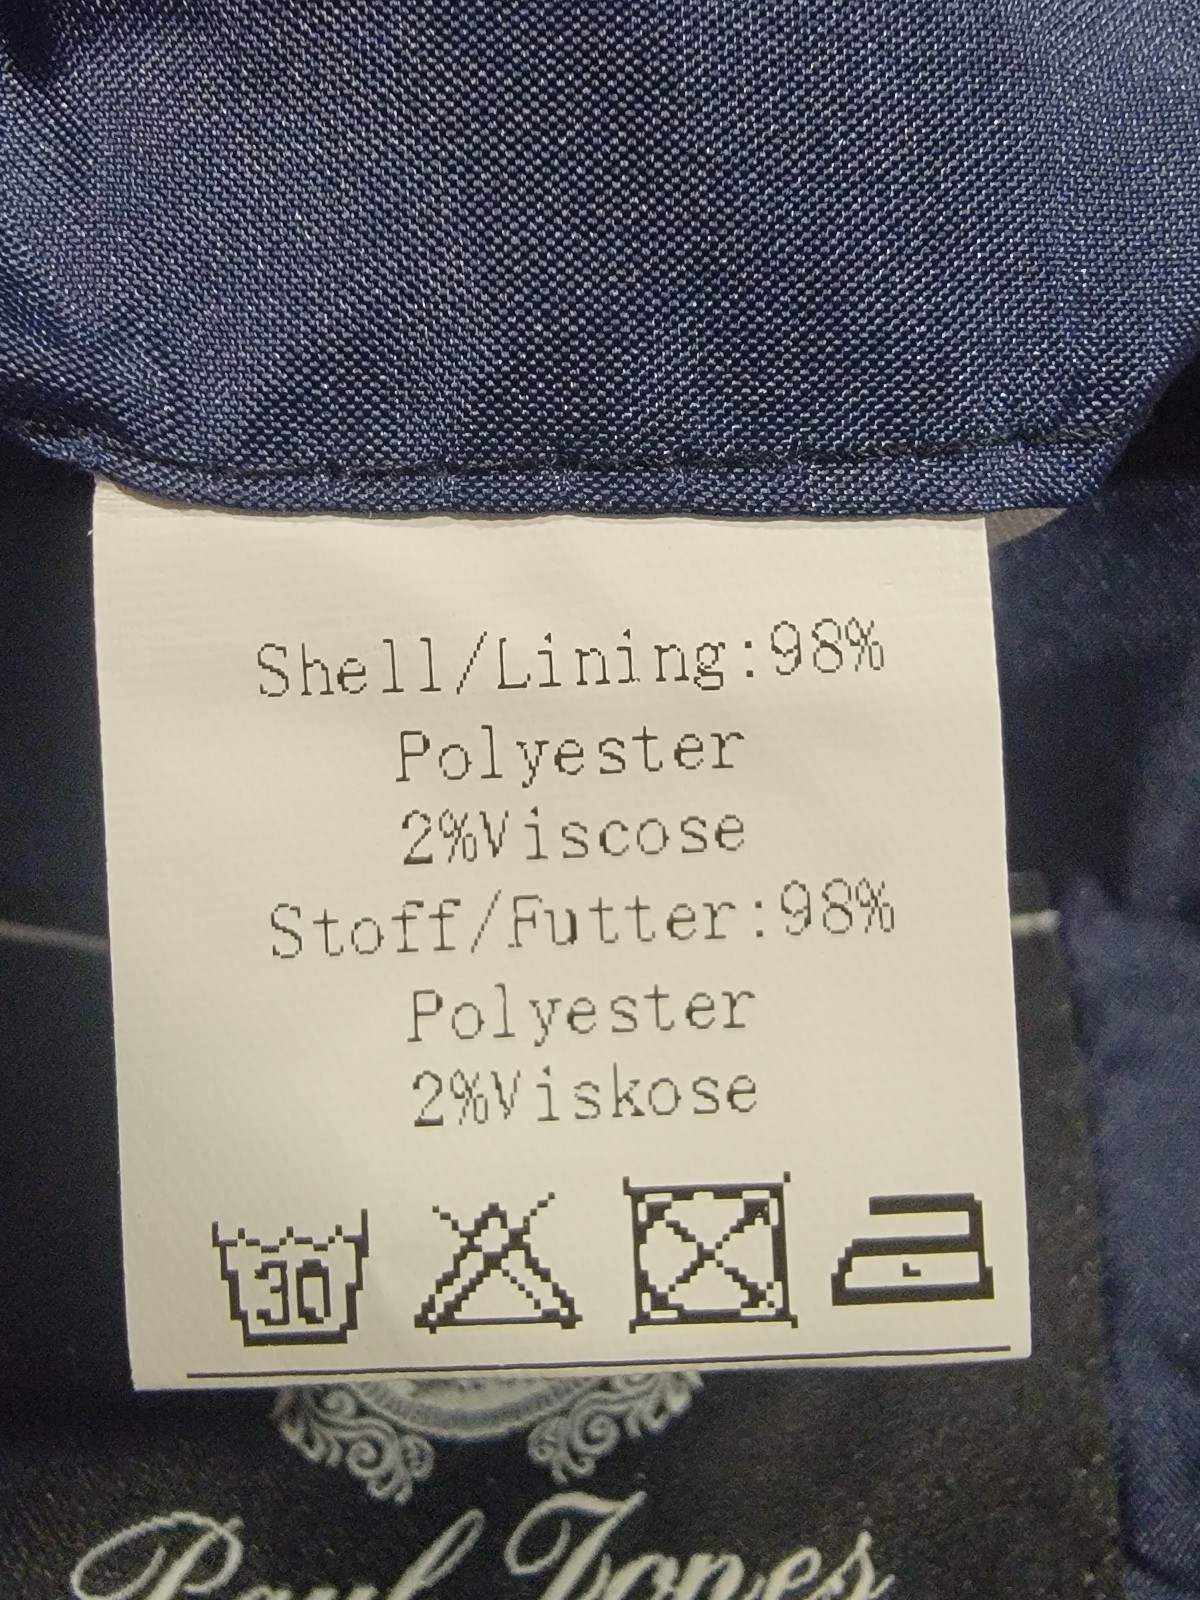 Shell/Lining:98%
Polyester
2%Viscose
Stoff/Futter:98%
Polyester
2%Viskose
30
Paul Jones